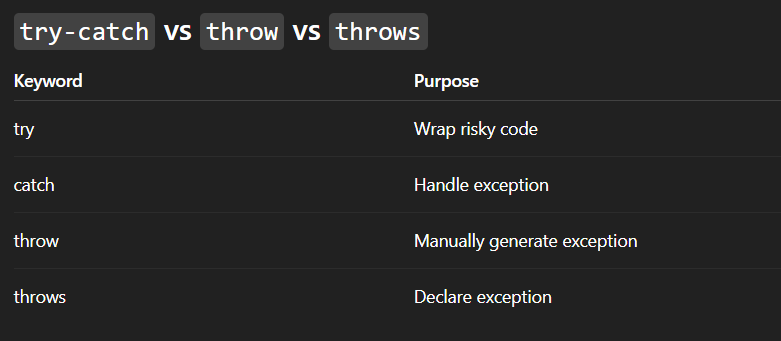 try-catch vs throw vs throws
Keyword Purpose
try Wrap risky code
catch Handle exception
throw Manually generate exception
throws Declare exception